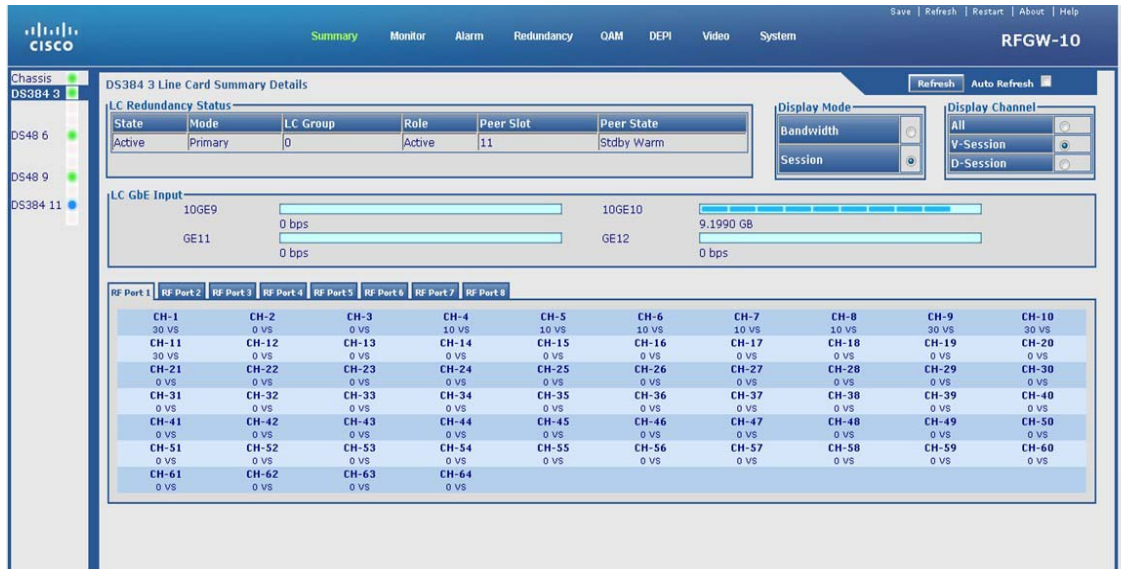 Save | Refresh | Restart | About | Help
CISCO
Summary Monitor Alarm Redundancy QAM DEPI Video System
RFGW-10
Chassis
DS384 3
DS48 6
DS48 9
DS384 11
DS384 3 Line Card Summary Details
Refresh Auto Refresh
LC Redundancy Status
State Mode LC Group Role Peer Slot Peer State
Active Primary 0 Active 11 Stdby Warm
Display Mode
Bandwidth
Session
Display Channel
All
V-Session
D-Session
LC GbE Input
10GE9 10GE10
0 bps 9.1990 GB
GE11 GE12
0 bps 0 bps
RF Port 1 RF Port 2 RF Port 3 RF Port 4 RF Port 5 RF Port 6 RF Port 7 RF Port 8
CH-1 CH-2 CH-3 CH-4 CH-5 CH-6 CH-7 CH-8 CH-9 CH-10
30 VS 0 VS 0 VS 10 VS 10 VS 10 VS 10 VS 10 VS 30 VS 30 VS
CH-11 CH-12 CH-13 CH-14 CH-15 CH-16 CH-17 CH-18 CH-19 CH-20
30 VS 0 VS 0 VS 0 VS 0 VS 0 VS 0 VS 0 VS 0 VS 0 VS
CH-21 CH-22 CH-23 CH-24 CH-25 CH-26 CH-27 CH-28 CH-29 CH-30
0 VS 0 VS 0 VS 0 VS 0 VS 0 VS 0 VS 0 VS 0 VS 0 VS
CH-31 CH-32 CH-33 CH-34 CH-35 CH-36 CH-37 CH-38 CH-39 CH-40
0 VS 0 VS 0 VS 0 VS 0 VS 0 VS 0 VS 0 VS 0 VS 0 VS
CH-41 CH-42 CH-43 CH-44 CH-45 CH-46 CH-47 CH-48 CH-49 CH-50
0 VS 0 VS 0 VS 0 VS 0 VS 0 VS 0 VS 0 VS 0 VS 0 VS
CH-51 CH-52 CH-53 CH-54 CH-55 CH-56 CH-57 CH-58 CH-59 CH-60
0 VS 0 VS 0 VS 0 VS 0 VS 0 VS 0 VS 0 VS 0 VS 0 VS
CH-61 CH-62 CH-63 CH-64
0 VS 0 VS 0 VS 0 VS